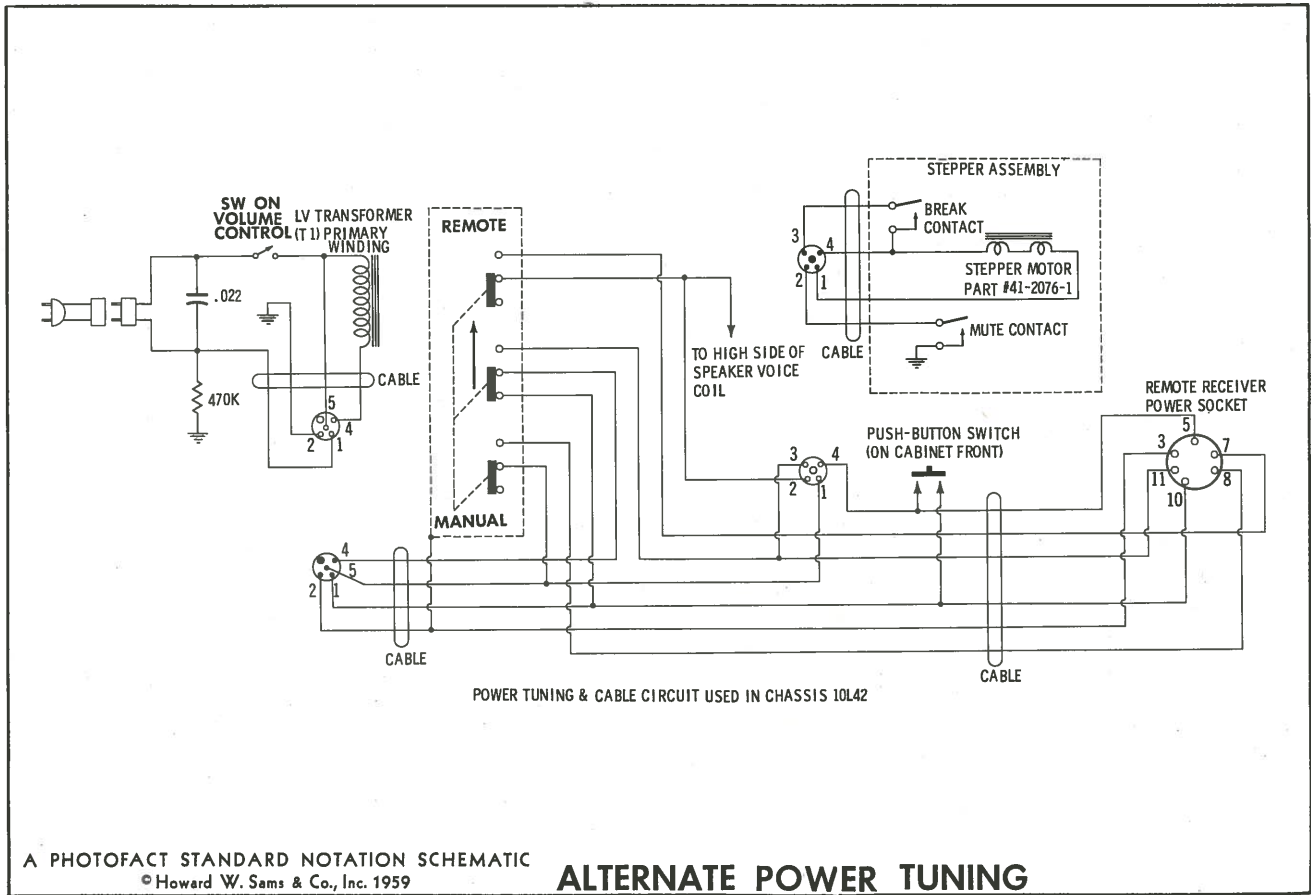 SW ON
VOLUME
CONTROL
LV TRANSFORMER
(T1) PRIMARY
WINDING
.022
470K
CABLE
5
4
2
1
REMOTE
MANUAL
TO HIGH SIDE OF
SPEAKER VOICE
COIL
STEPPER ASSEMBLY
BREAK
CONTACT
3
4
2
1
STEPPER MOTOR
PART #41-2076-1
MUTE CONTACT
CABLE
REMOTE RECEIVER
POWER SOCKET
5
3
7
11
8
10
PUSH-BUTTON SWITCH
(ON CABINET FRONT)
3
4
2
1
4
5
2
1
CABLE
CABLE
POWER TUNING & CABLE CIRCUIT USED IN CHASSIS 10L42
A PHOTOFACT STANDARD NOTATION SCHEMATIC
© Howard W. Sams & Co., Inc. 1959
ALTERNATE POWER TUNING